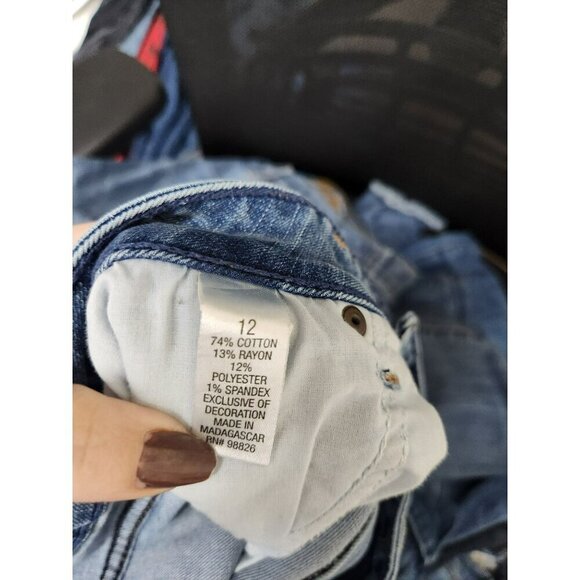 12
74% COTTON
13% RAYON
12%
POLYESTER
1% SPANDEX
EXCLUSIVE OF
DECORATION
MADE IN
MADAGASCAR
RN# 98826